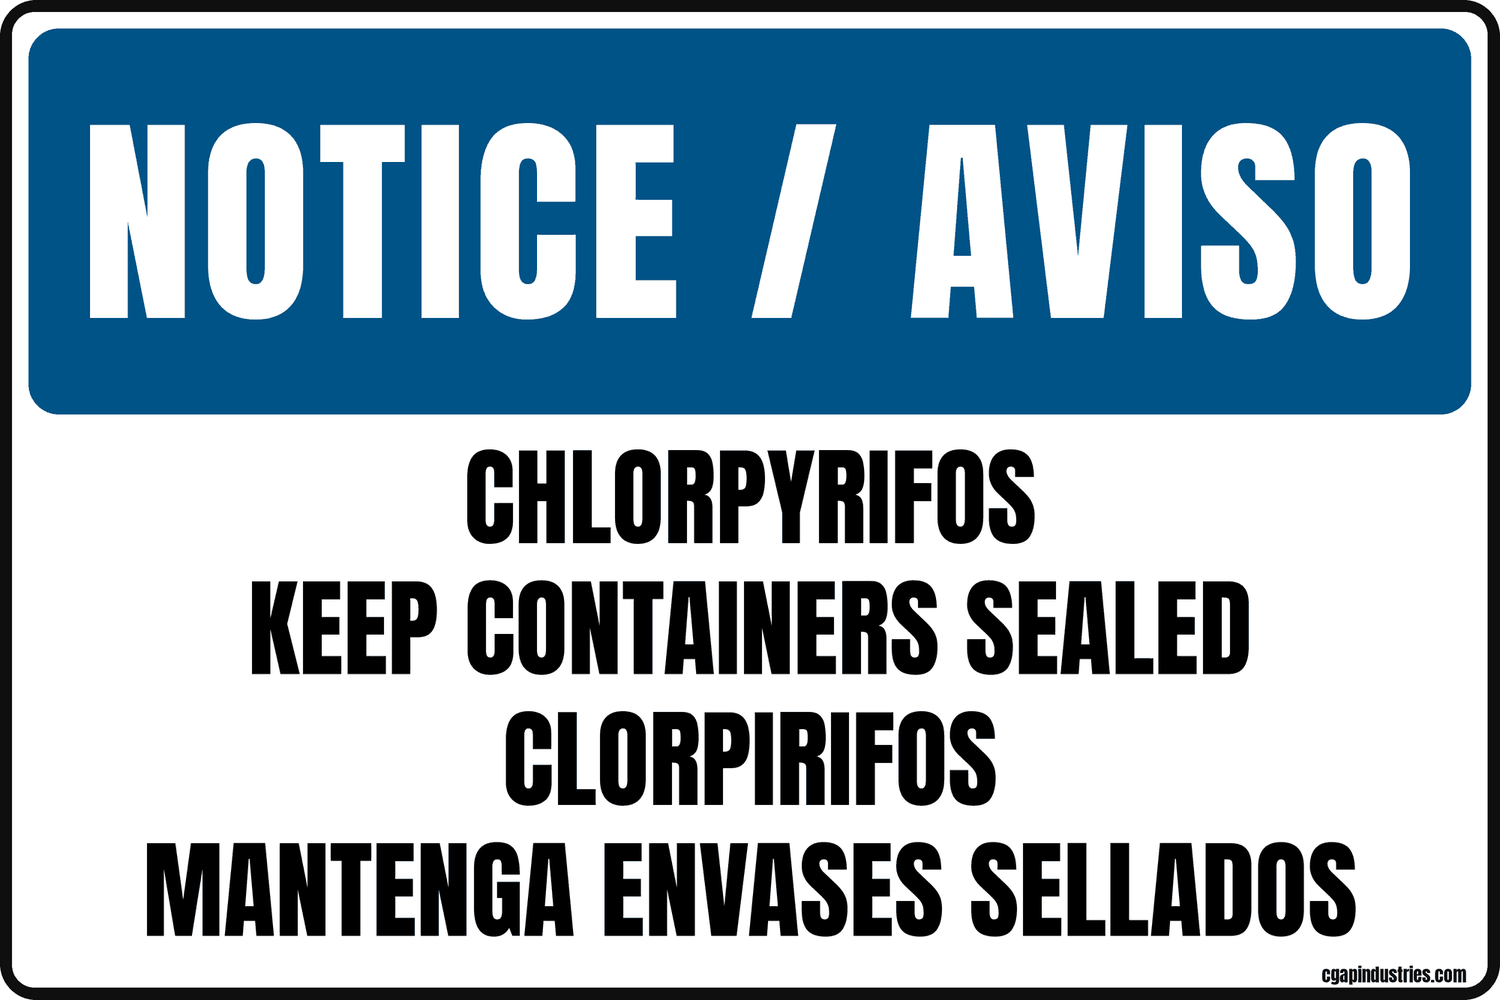 NOTICE / AVISO
CHLORPYRIFOS
KEEP CONTAINERS SEALED
CLORPIRIFOS
MANTENGA ENVASES SELLADOS
cgapindustries.com